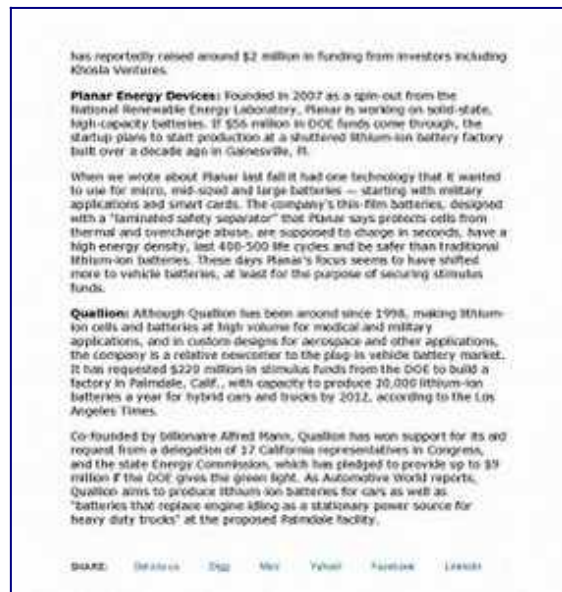 has reportedly raised around $2 million in funding from investors including
Khosla Ventures.
Planar Energy Devices: Founded in 2007 as a spin-out from the
National Renewable Energy Laboratory, Planar is working on solid-state,
high-capacity batteries. If $56 million in DOE funds come through, the
startup plans to start production at a shuttered lithium-ion battery factory
built over a decade ago in Gainesville, Fl.
When we wrote about Planar last fall it had one technology that it wanted
to use for micro, mid-sized and large batteries — starting with military
applications and smart cards. The company's thin-film batteries, designed
with a "laminated safety separator" that Planar says protects cells from
thermal and overcharge abuse, are supposed to charge in seconds, have a
high energy density, last 400-500 life cycles and be safer than traditional
lithium-ion batteries. These days Planar's focus seems to have shifted
more to vehicle batteries, at least for the purpose of securing stimulus
funds.
Quallion: Although Quallion has been around since 1998, making lithium-
ion cells and batteries at high volume for medical and military
applications, and in custom designs for aerospace and other applications,
the company is a relative newcomer to the plug-in vehicle battery market.
It has requested $220 million in stimulus funds from the DOE to build a
factory in Palmdale, Calif., with capacity to produce 20,000 lithium-ion
batteries a year for hybrid cars and trucks by 2012, according to the Los
Angeles Times.
Co-founded by billionaire Alfred Mann, Quallion has won support for its aid
request from a delegation of 17 California representatives in Congress,
and the state Energy Commission, which has pledged to provide up to $9
million if the DOE gives the green light. As Automotive World reports,
Quallion aims to produce lithium ion batteries for cars as well as
"batteries that replace engine idling as a stationary power source for
heavy duty trucks" at the proposed Palmdale facility.
SHARE: Del.icio.us Digg Mixx Yahoo! Facebook LinkedIn